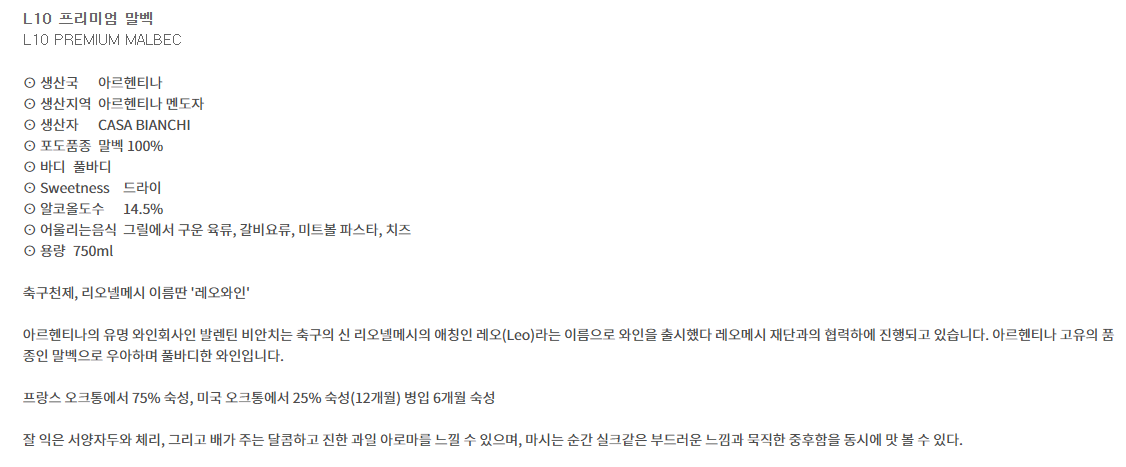 L10 프리미엄 말벡
L10 PREMIUM MALBEC
⊙ 생산국 아르헨티나
⊙ 생산지역 아르헨티나 멘도자
⊙ 생산자 CASA BIANCHI
⊙ 포도품종 말벡 100%
⊙ 바디 풀바디
⊙ Sweetness 드라이
⊙ 알코올도수 14.5%
⊙ 어울리는음식 그릴에서 구운 육류, 갈비요류, 미트볼 파스타, 치즈
⊙ 용량 750ml
축구천제, 리오넬메시 이름딴 '레오와인'
아르헨티나의 유명 와인회사인 발렌틴 비안치는 축구의 신 리오넬메시의 애칭인 레오(Leo)라는 이름으로 와인을 출시했다 레오메시 재단과의 협력하에 진행되고 있습니다. 아르헨티나 고유의 품
종인 말벡으로 우아하며 풀바디한 와인입니다.
프랑스 오크통에서 75% 숙성, 미국 오크통에서 25% 숙성(12개월) 병입 6개월 숙성
잘 익은 서양자두와 체리, 그리고 배가 주는 달콤하고 진한 과일 아로마를 느낄 수 있으며, 마시는 순간 실크같은 부드러운 느낌과 묵직한 중후함을 동시에 맛 볼 수 있다.